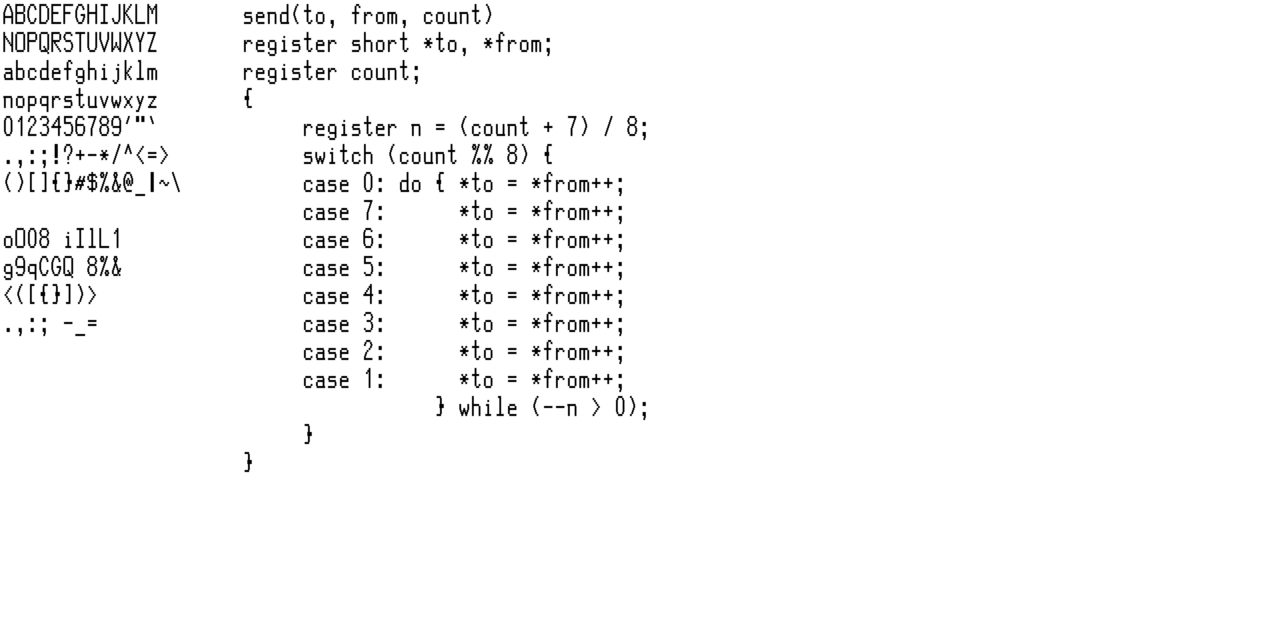 ABCDEFGHIJKLM
NOPQRSTUVWXYZ
abcdefghijklm
nopqrstuvwxyz
0123456789'"`
.,:;!?+-*/^<=>
()[]{}#$%&@_|~\
oO08 iIlL1
g9qCGQ 8%&
<([{}])>
.,:; -_=
send(to, from, count)
register short *to, *from;
register count;
{
    register n = (count + 7) / 8;
    switch (count %% 8) {
    case 0: do { *to = *from++;
    case 7:      *to = *from++;
    case 6:      *to = *from++;
    case 5:      *to = *from++;
    case 4:      *to = *from++;
    case 3:      *to = *from++;
    case 2:      *to = *from++;
    case 1:      *to = *from++;
               } while (--n > 0);
    }
}